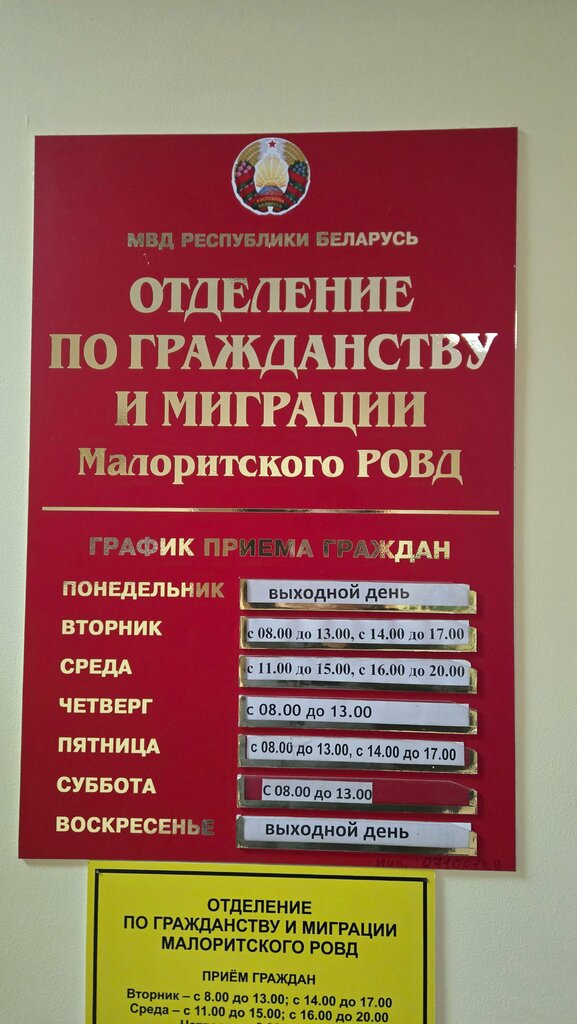 МВД РЕСПУБЛИКИ БЕЛАРУСЬ
ОТДЕЛЕНИЕ
ПО ГРАЖДАНСТВУ
И МИГРАЦИИ
Малоритского РОВД
ГРАФИК ПРИЕМА ГРАЖДАН
ПОНЕДЕЛЬНИК выходной день
ВТОРНИК с 08.00 до 13.00, с 14.00 до 17.00
СРЕДА с 11.00 до 15.00, с 16.00 до 20.00
ЧЕТВЕРГ с 08.00 до 13.00
ПЯТНИЦА с 08.00 до 13.00, с 14.00 до 17.00
СУББОТА С 08.00 до 13.00
ВОСКРЕСЕНЬЕ выходной день
ОТДЕЛЕНИЕ
ПО ГРАЖДАНСТВУ И МИГРАЦИИ
МАЛОРИТСКОГО РОВД
ПРИЁМ ГРАЖДАН
Вторник – с 8.00 до 13.00; с 14.00 до 17.00
Среда – с 11.00 до 15.00; с 16.00 до 20.00